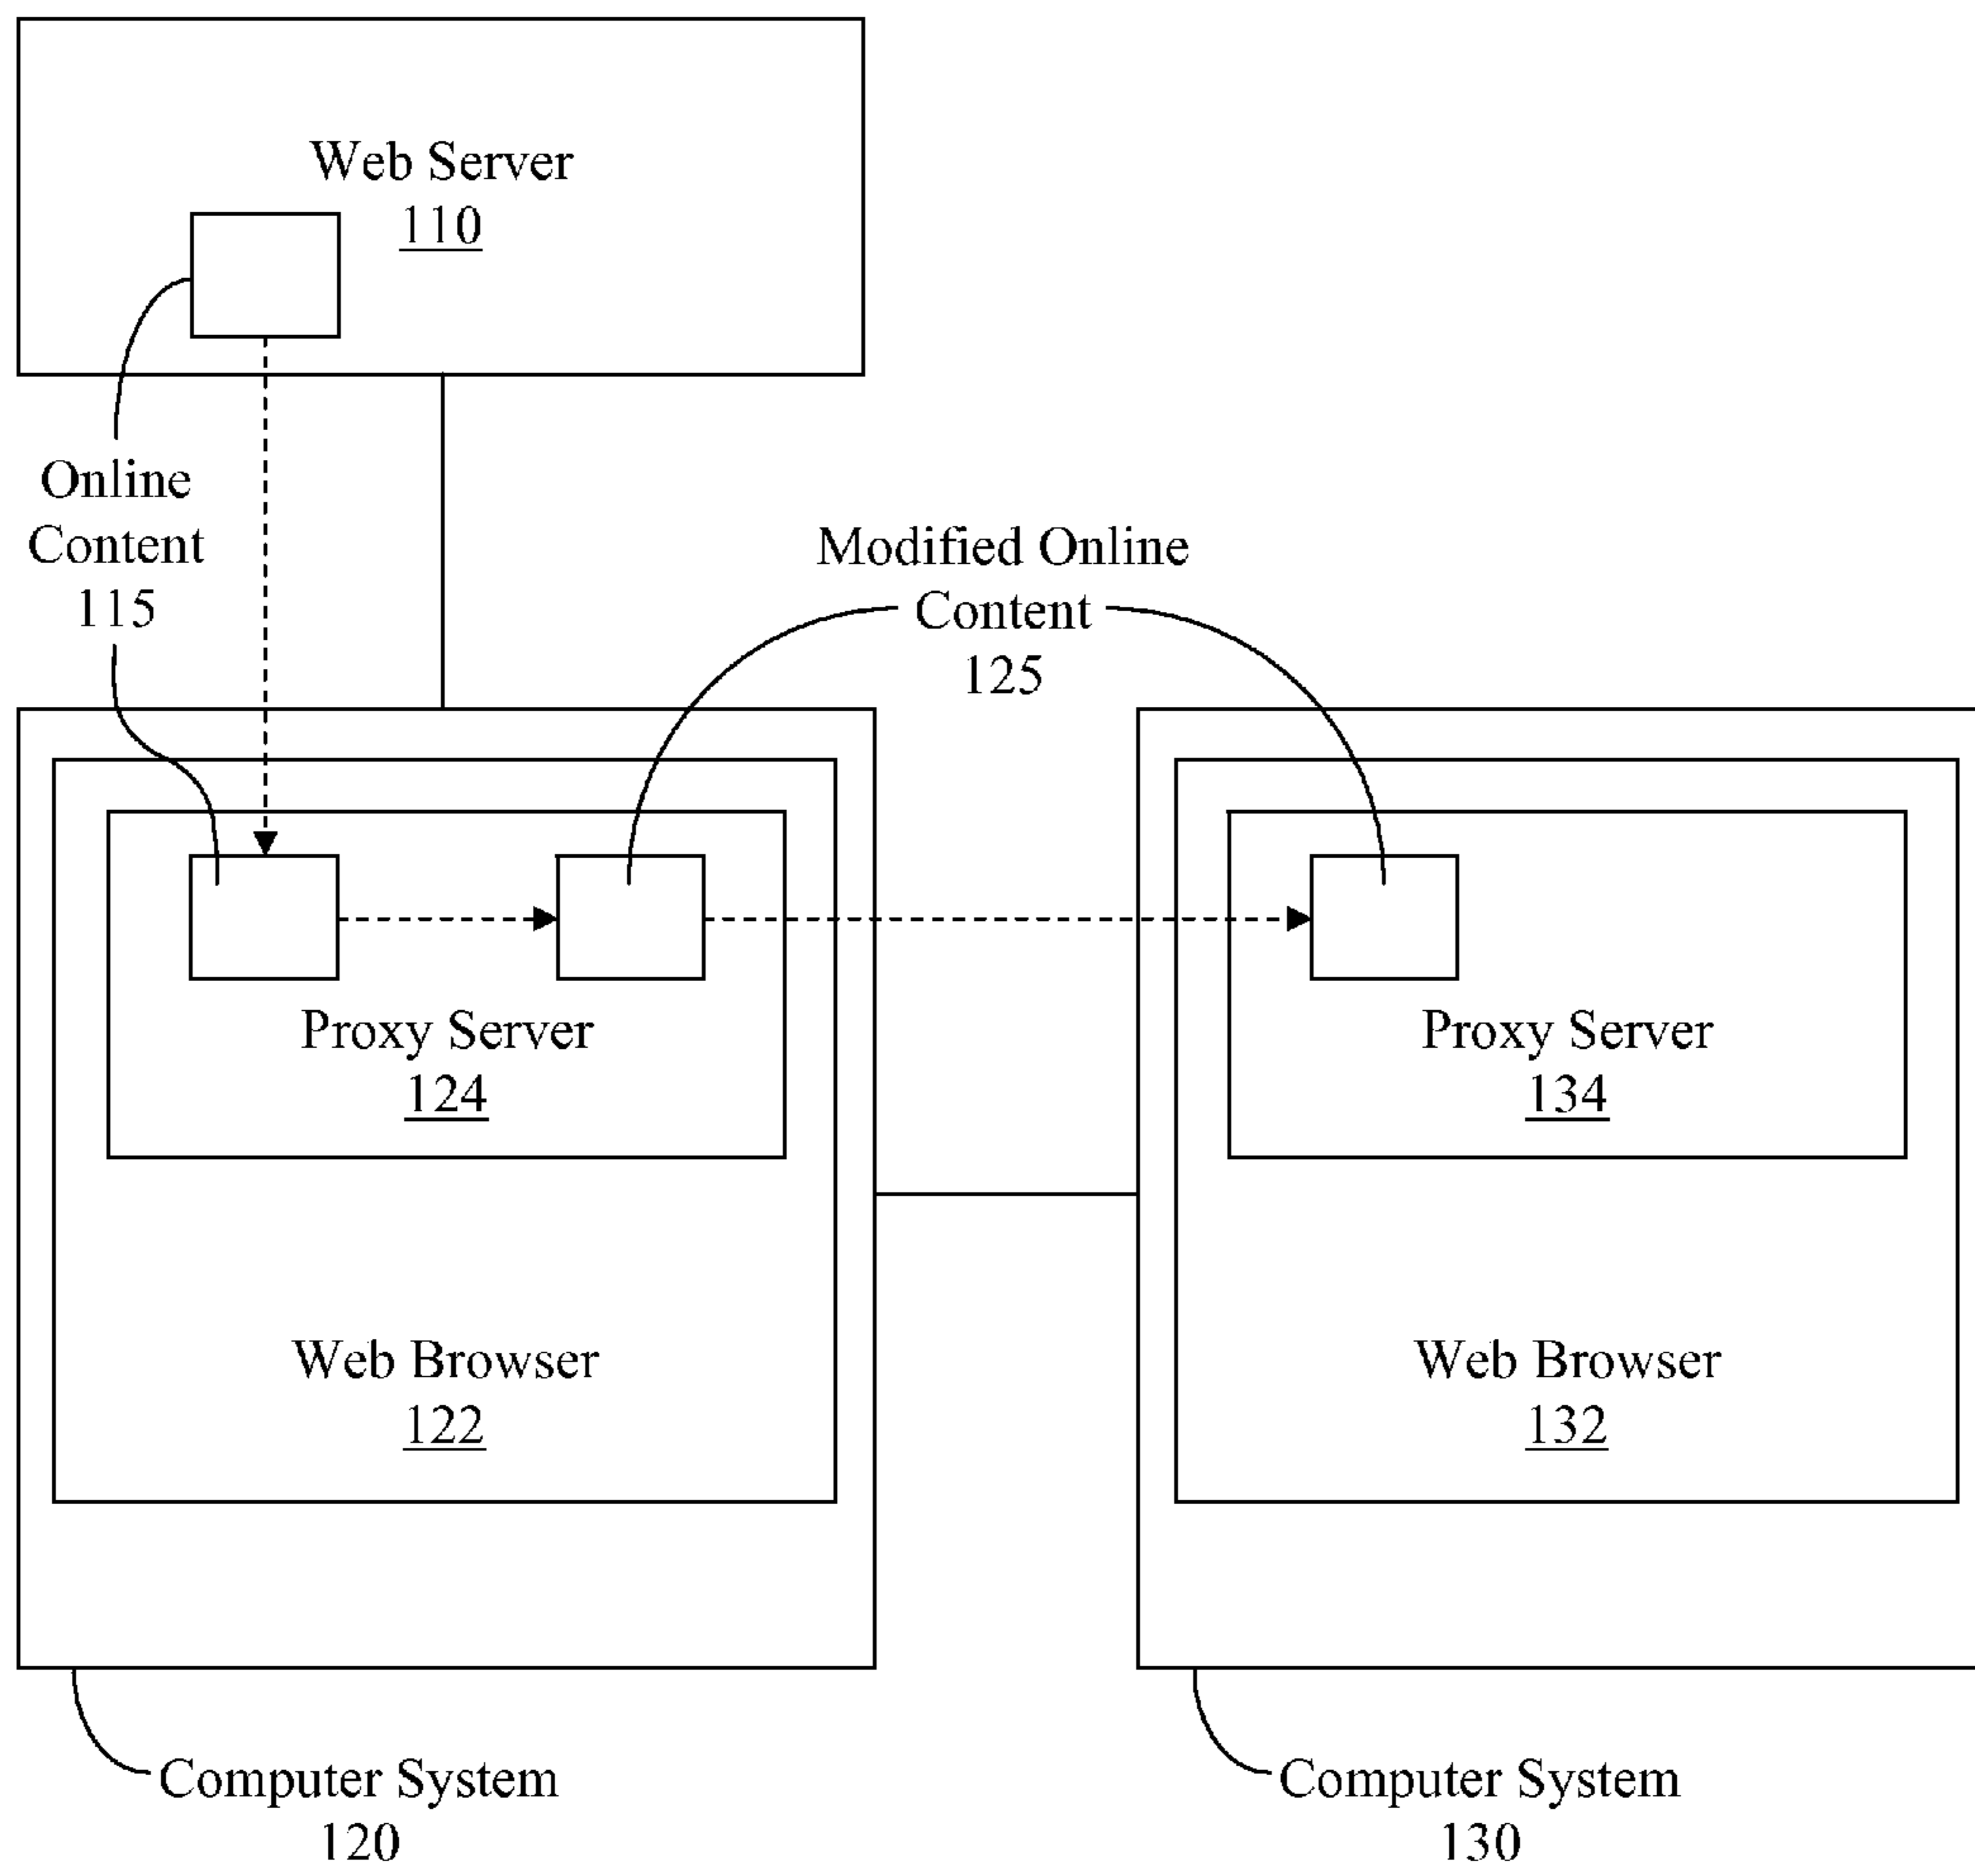 Web Server
110
Online
Content
115
Modified Online
Content
125
Proxy Server
124
Proxy Server
134
Web Browser
122
Web Browser
132
Computer System
120
Computer System
130